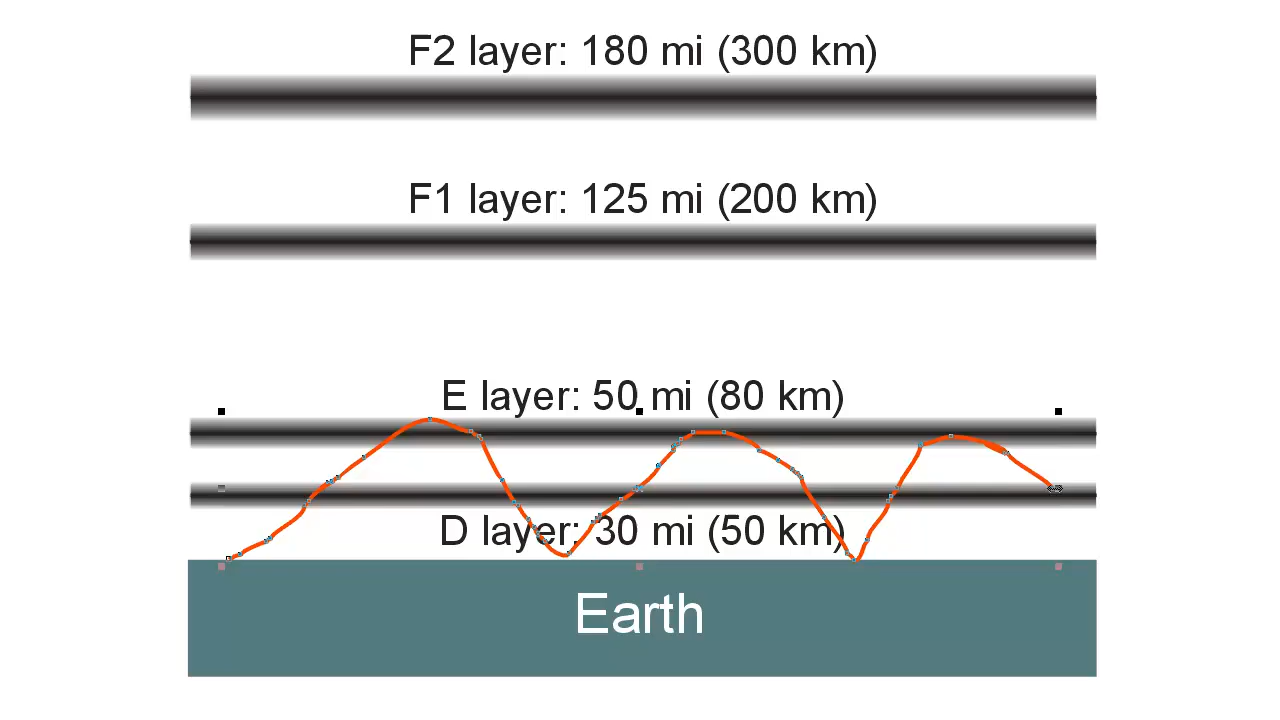 F2 layer: 180 mi (300 km)
F1 layer: 125 mi (200 km)
E layer: 50 mi (80 km)
D layer: 30 mi (50 km)
Earth